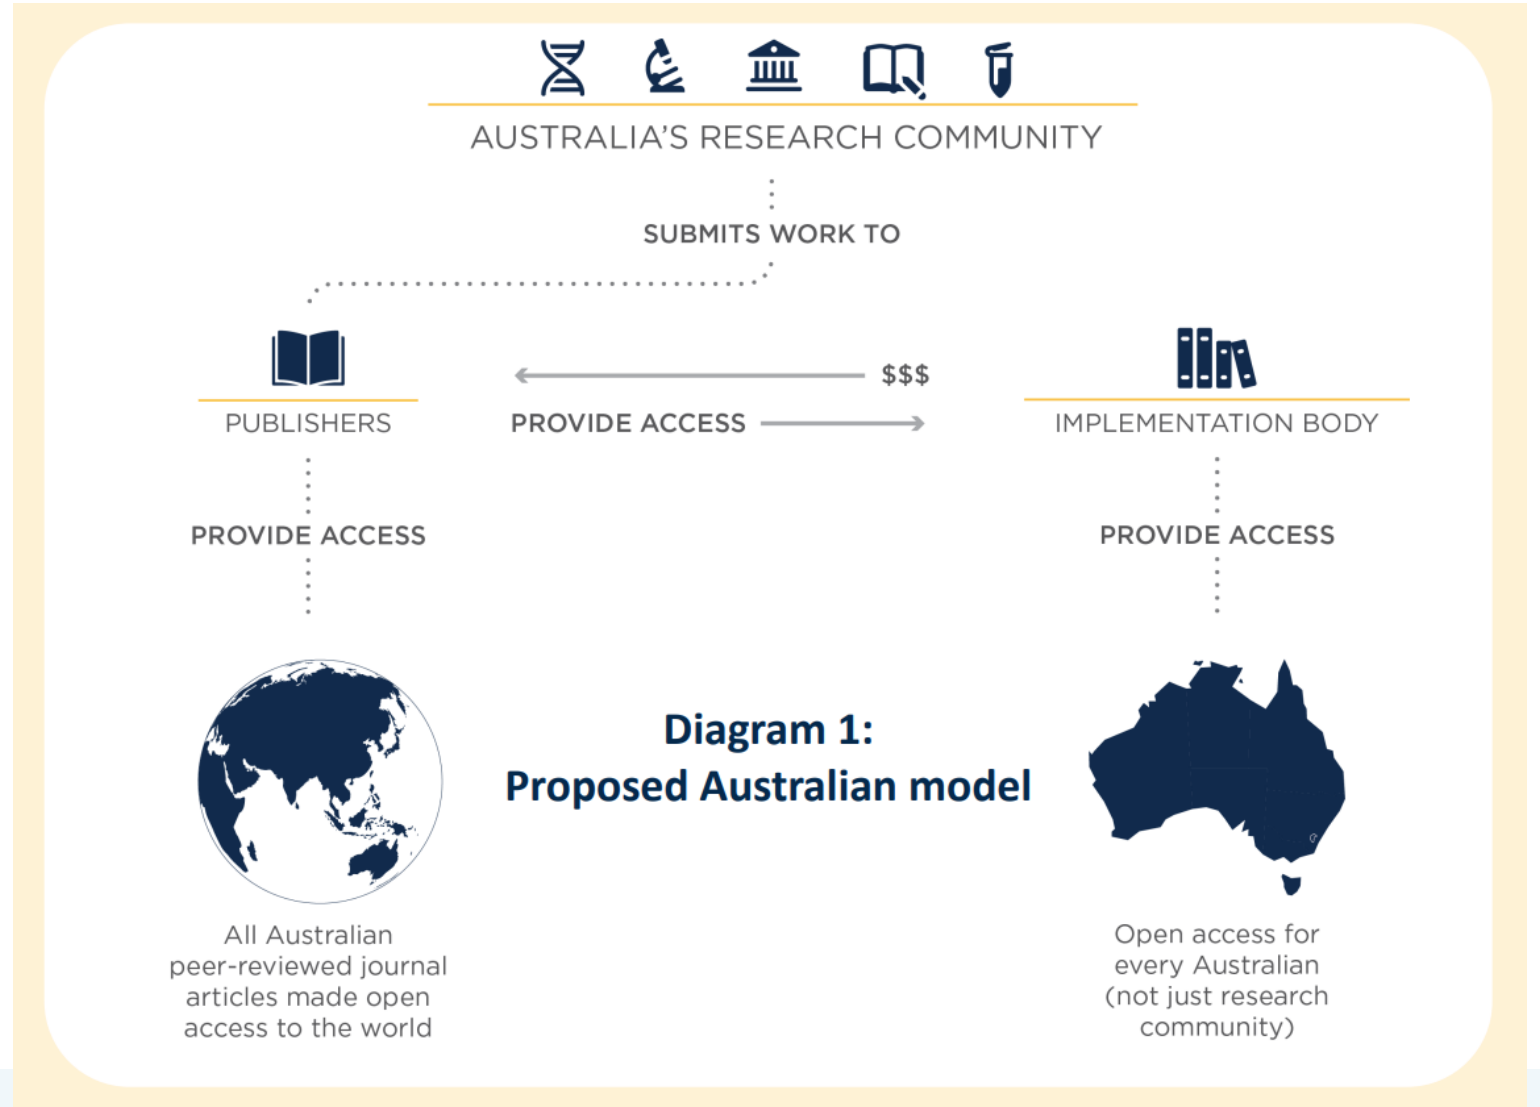 AUSTRALIA'S RESEARCH COMMUNITY
SUBMITS WORK TO
$$$
PUBLISHERS
PROVIDE ACCESS
IMPLEMENTATION BODY
PROVIDE ACCESS
PROVIDE ACCESS
Diagram 1:
Proposed Australian model
All Australian
peer-reviewed journal
articles made open
access to the world
Open access for
every Australian
(not just research
community)